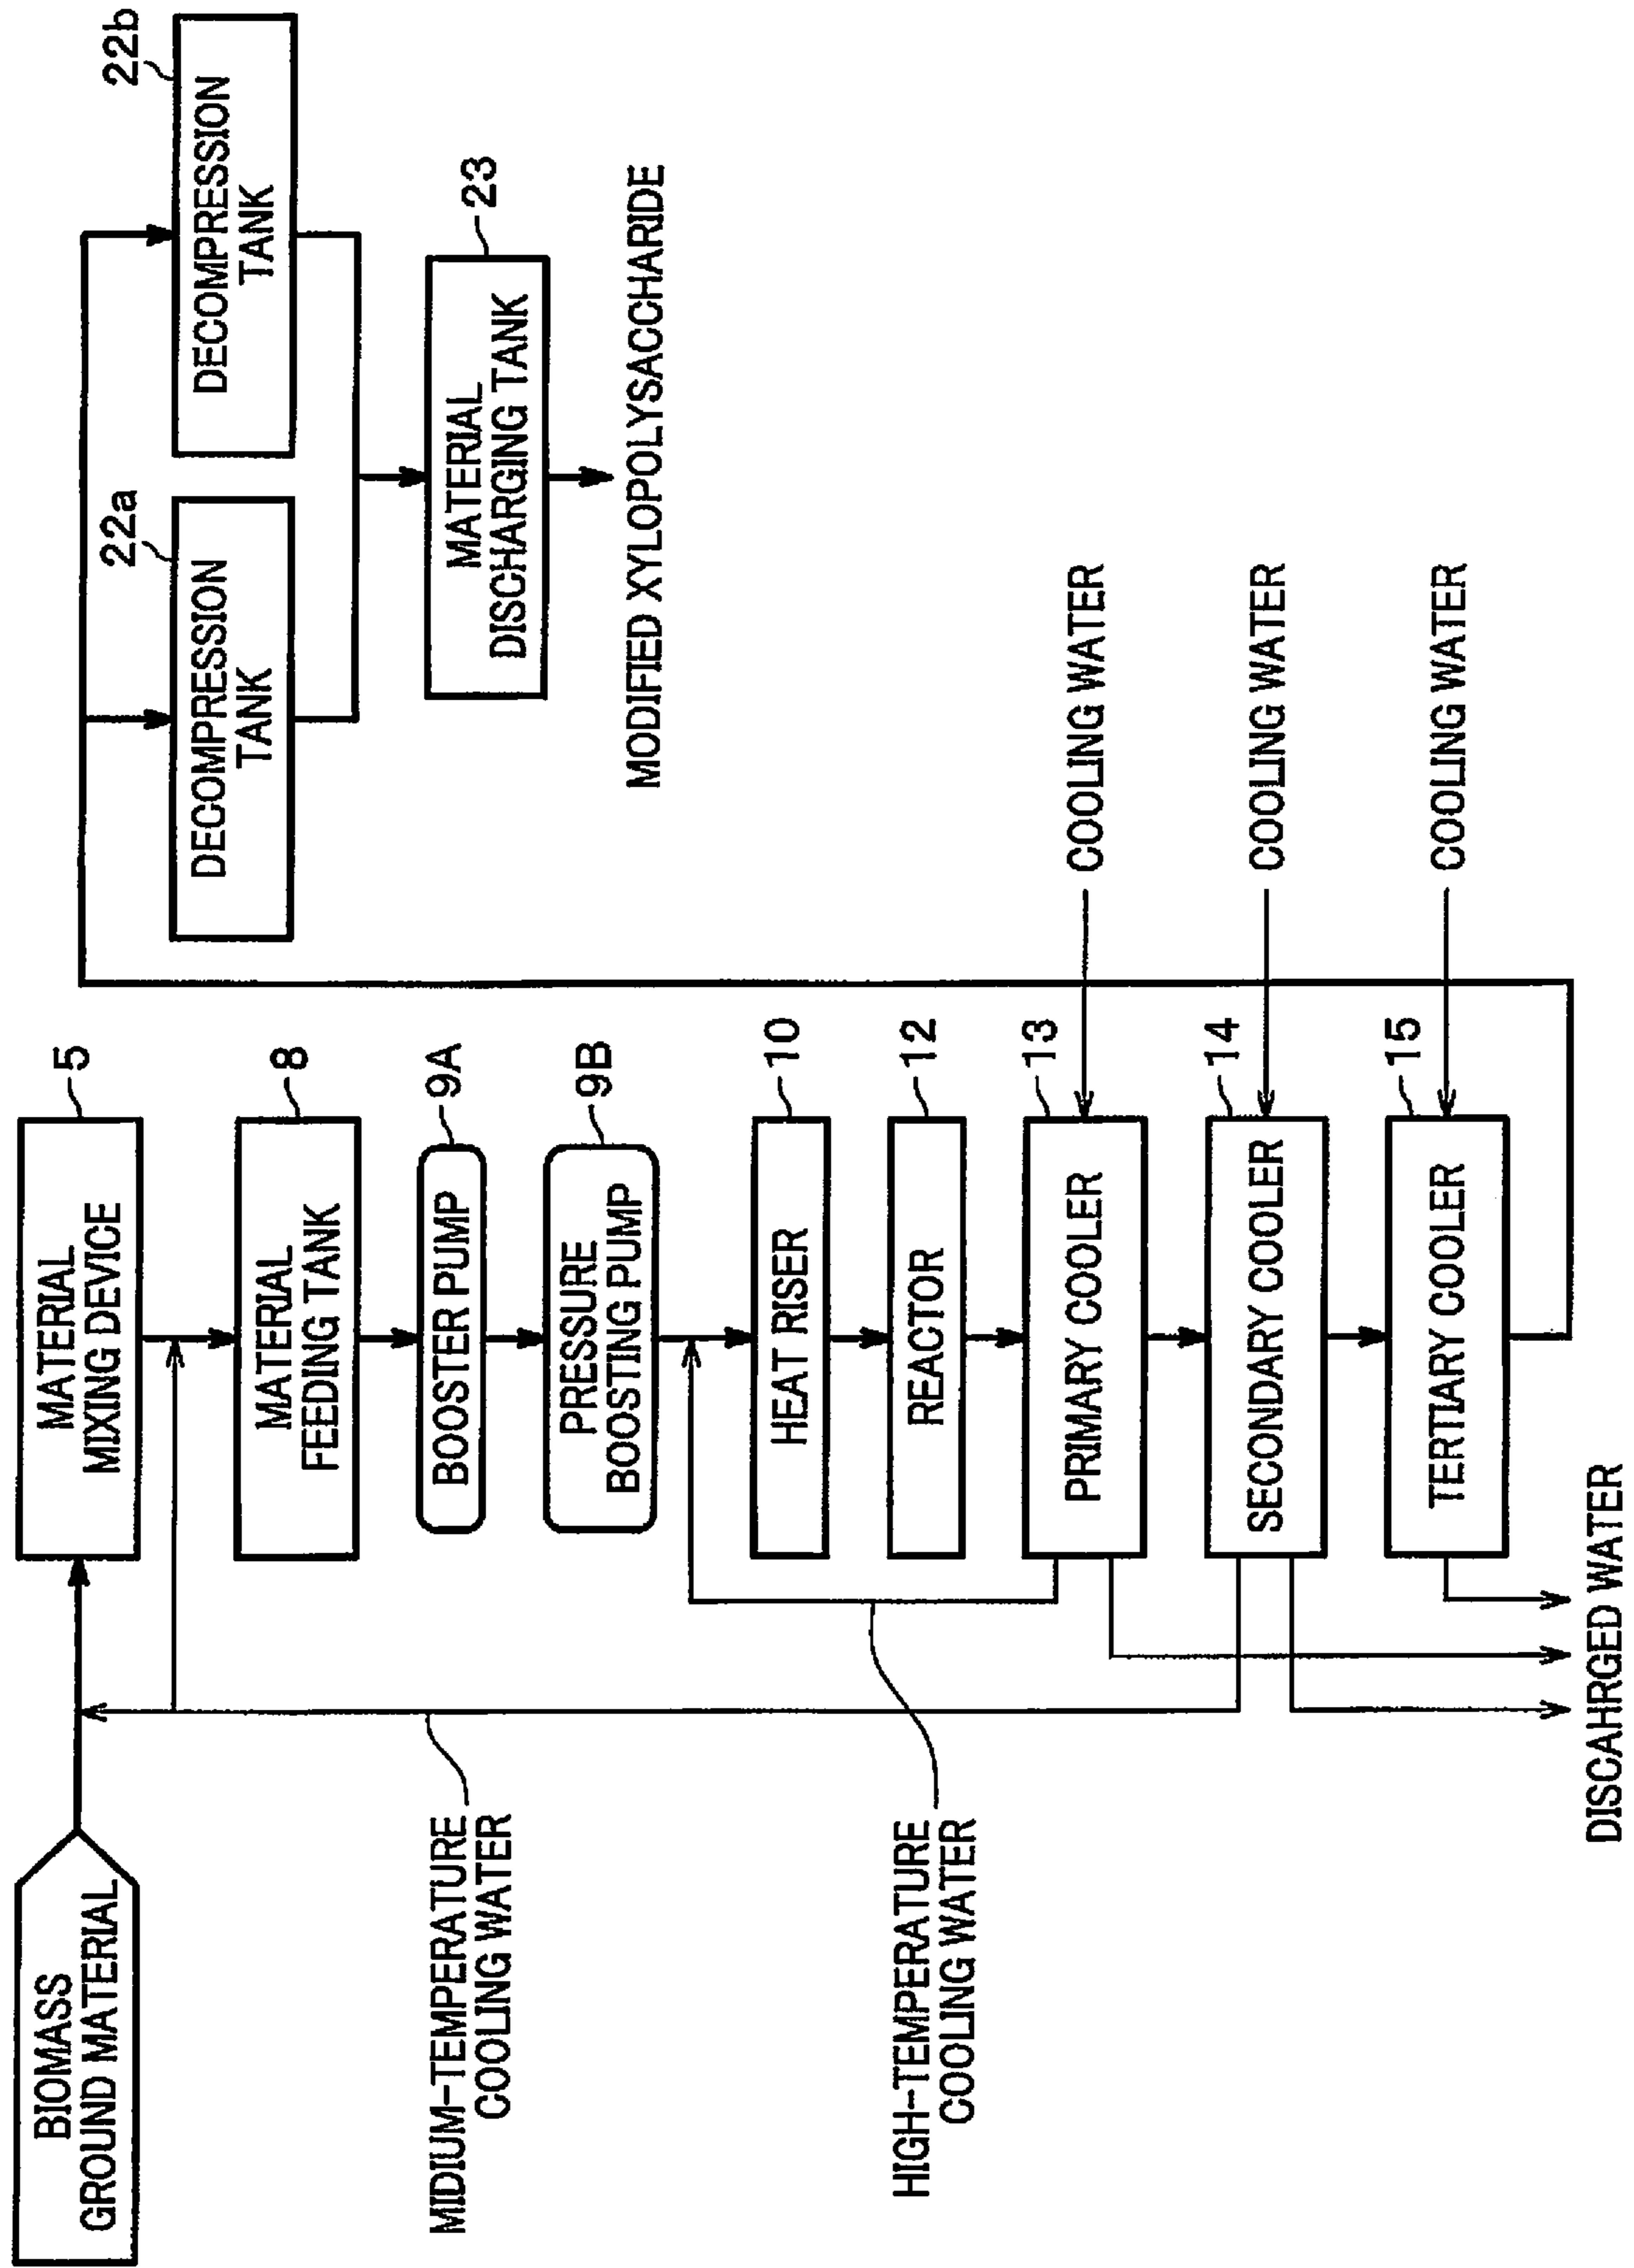 BIOMASS
GROUND MATERIAL
MATERIAL
MIXING DEVICE
5
MATERIAL
FEEDING TANK
8
BOOSTER PUMP
9A
PRESSURE
BOOSTING PUMP
9B
HEAT RISER
10
REACTOR
12
PRIMARY COOLER
13
SECONDARY COOLER
14
TERTIARY COOLER
15
MIDIUM-TEMPERATURE
COOLING WATER
HIGH-TEMPERATURE
COOLING WATER
DISCAHRGED WATER
COOLING WATER
COOLING WATER
COOLING WATER
DECOMPRESSION
TANK
22a
DECOMPRESSION
TANK
22b
MATERIAL
DISCHARGING TANK
23
MODIFIED XYLOPOLYSACCHARIDE